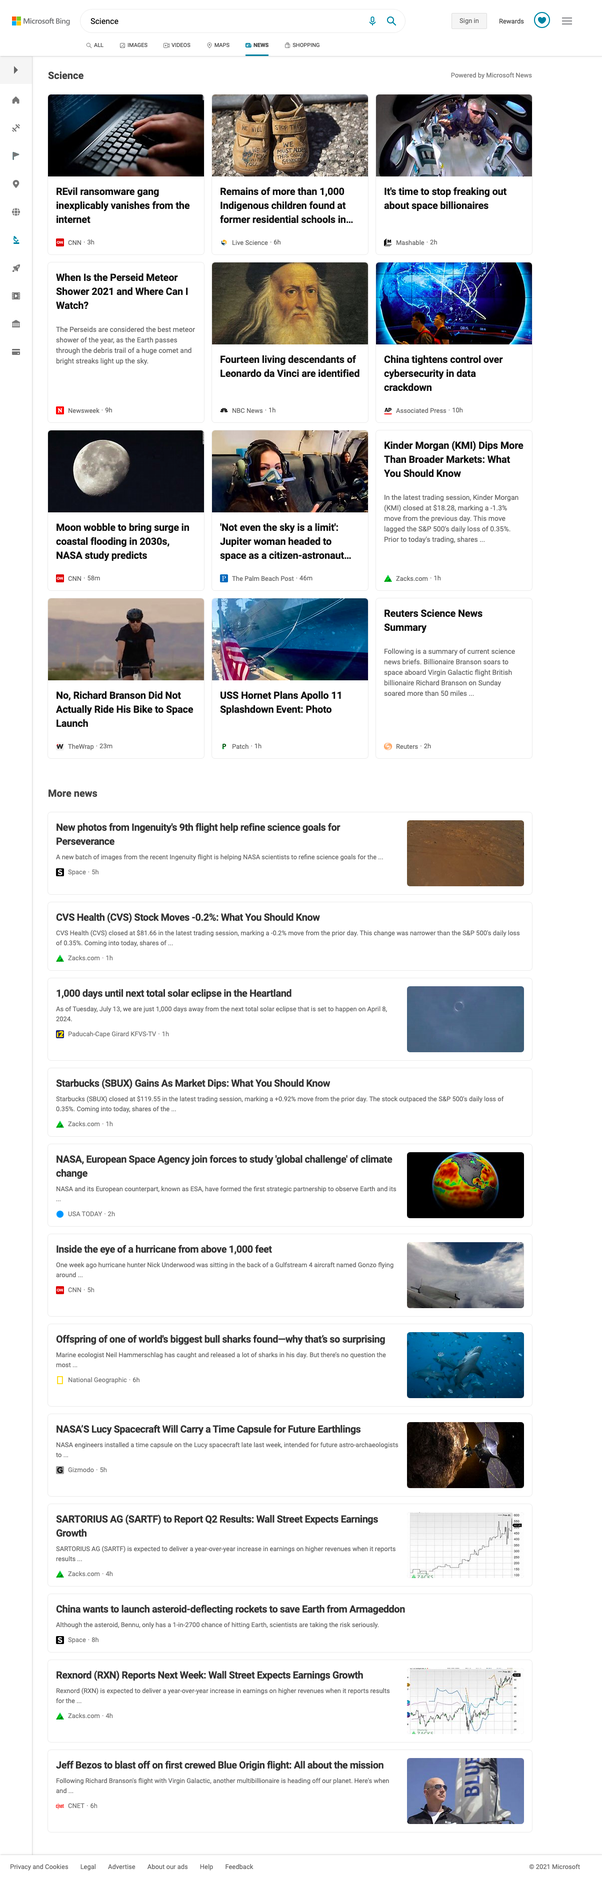 Microsoft Bing
Science
Sign in
Rewards
ALL
IMAGES
VIDEOS
MAPS
NEWS
SHOPPING
Science
Powered by Microsoft News
REvil ransomware gang
inexplicably vanishes from the
internet
CNN · 3h
Remains of more than 1,000
Indigenous children found at
former residential schools in...
Live Science · 6h
It's time to stop freaking out
about space billionaires
Mashable · 2h
When Is the Perseid Meteor
Shower 2021 and Where Can I
Watch?
The Perseids are considered the best meteor
shower of the year, as the Earth passes
through the debris trail of a huge comet and
bright streaks light up the sky.
Newsweek · 9h
Fourteen living descendants of
Leonardo da Vinci are identified
NBC News · 1h
China tightens control over
cybersecurity in data
crackdown
Associated Press · 10h
Moon wobble to bring surge in
coastal flooding in 2030s,
NASA study predicts
CNN · 58m
'Not even the sky is a limit':
Jupiter woman headed to
space as a citizen-astronaut...
The Palm Beach Post · 46m
Kinder Morgan (KMI) Dips More
Than Broader Markets: What
You Should Know
In the latest trading session, Kinder Morgan
(KMI) closed at $18.28, marking a -1.3%
move from the previous day. This move
lagged the S&P 500's daily loss of 0.35%.
Prior to today's trading, shares ...
Zacks.com · 1h
No, Richard Branson Did Not
Actually Ride His Bike to Space
Launch
TheWrap · 23m
USS Hornet Plans Apollo 11
Splashdown Event: Photo
Patch · 1h
Reuters Science News
Summary
Following is a summary of current science
news briefs. Billionaire Branson soars to
space aboard Virgin Galactic flight British
billionaire Richard Branson on Sunday
soared more than 50 miles ...
Reuters · 2h
More news
New photos from Ingenuity's 9th flight help refine science goals for
Perseverance
A new batch of images from the recent Ingenuity flight is helping NASA scientists to refine science goals for the ...
Space · 5h
CVS Health (CVS) Stock Moves -0.2%: What You Should Know
CVS Health (CVS) closed at $81.66 in the latest trading session, marking a -0.2% move from the prior day. This change was narrower than the S&P 500's daily loss
of 0.35%. Coming into today, shares of ...
Zacks.com · 1h
1,000 days until next total solar eclipse in the Heartland
As of Tuesday, July 13, we are just 1,000 days away from the next total solar eclipse that is set to happen on April 8,
2024.
Paducah-Cape Girard KFVS-TV · 1h
Starbucks (SBUX) Gains As Market Dips: What You Should Know
Starbucks (SBUX) closed at $119.55 in the latest trading session, marking a +0.92% move from the prior day. The stock outpaced the S&P 500's daily loss of
0.35%. Coming into today, shares of the ...
Zacks.com · 1h
NASA, European Space Agency join forces to study 'global challenge' of climate
change
NASA and its European counterpart, known as ESA, have formed the first strategic partnership to observe Earth and its
...
USA TODAY · 2h
Inside the eye of a hurricane from above 1,000 feet
One week ago hurricane hunter Nick Underwood was sitting in the back of a Gulfstream 4 aircraft named Gonzo flying
around ...
CNN · 5h
Offspring of one of world's biggest bull sharks found—why that's so surprising
Marine ecologist Neil Hammerschlag has caught and released a lot of sharks in his day. But there's no question the
most ...
National Geographic · 6h
NASA'S Lucy Spacecraft Will Carry a Time Capsule for Future Earthlings
NASA engineers installed a time capsule on the Lucy spacecraft late last week, intended for future astro-archaeologists
to ...
Gizmodo · 5h
SARTORIUS AG (SARTF) to Report Q2 Results: Wall Street Expects Earnings
Growth
SARTORIUS AG (SARTF) is expected to deliver a year-over-year increase in earnings on higher revenues when it reports
results ...
Zacks.com · 4h
China wants to launch asteroid-deflecting rockets to save Earth from Armageddon
Although the asteroid, Bennu, only has a 1-in-2700 chance of hitting Earth, scientists are taking the risk seriously.
Space · 8h
Rexnord (RXN) Reports Next Week: Wall Street Expects Earnings Growth
Rexnord (RXN) is expected to deliver a year-over-year increase in earnings on higher revenues when it reports results
for the ...
Zacks.com · 4h
Jeff Bezos to blast off on first crewed Blue Origin flight: All about the mission
Following Richard Branson's flight with Virgin Galactic, another multibillionaire is heading off our planet. Here's when
and ...
CNET · 6h
BLUE
Privacy and Cookies
Legal
Advertise
About our ads
Help
Feedback
© 2021 Microsoft